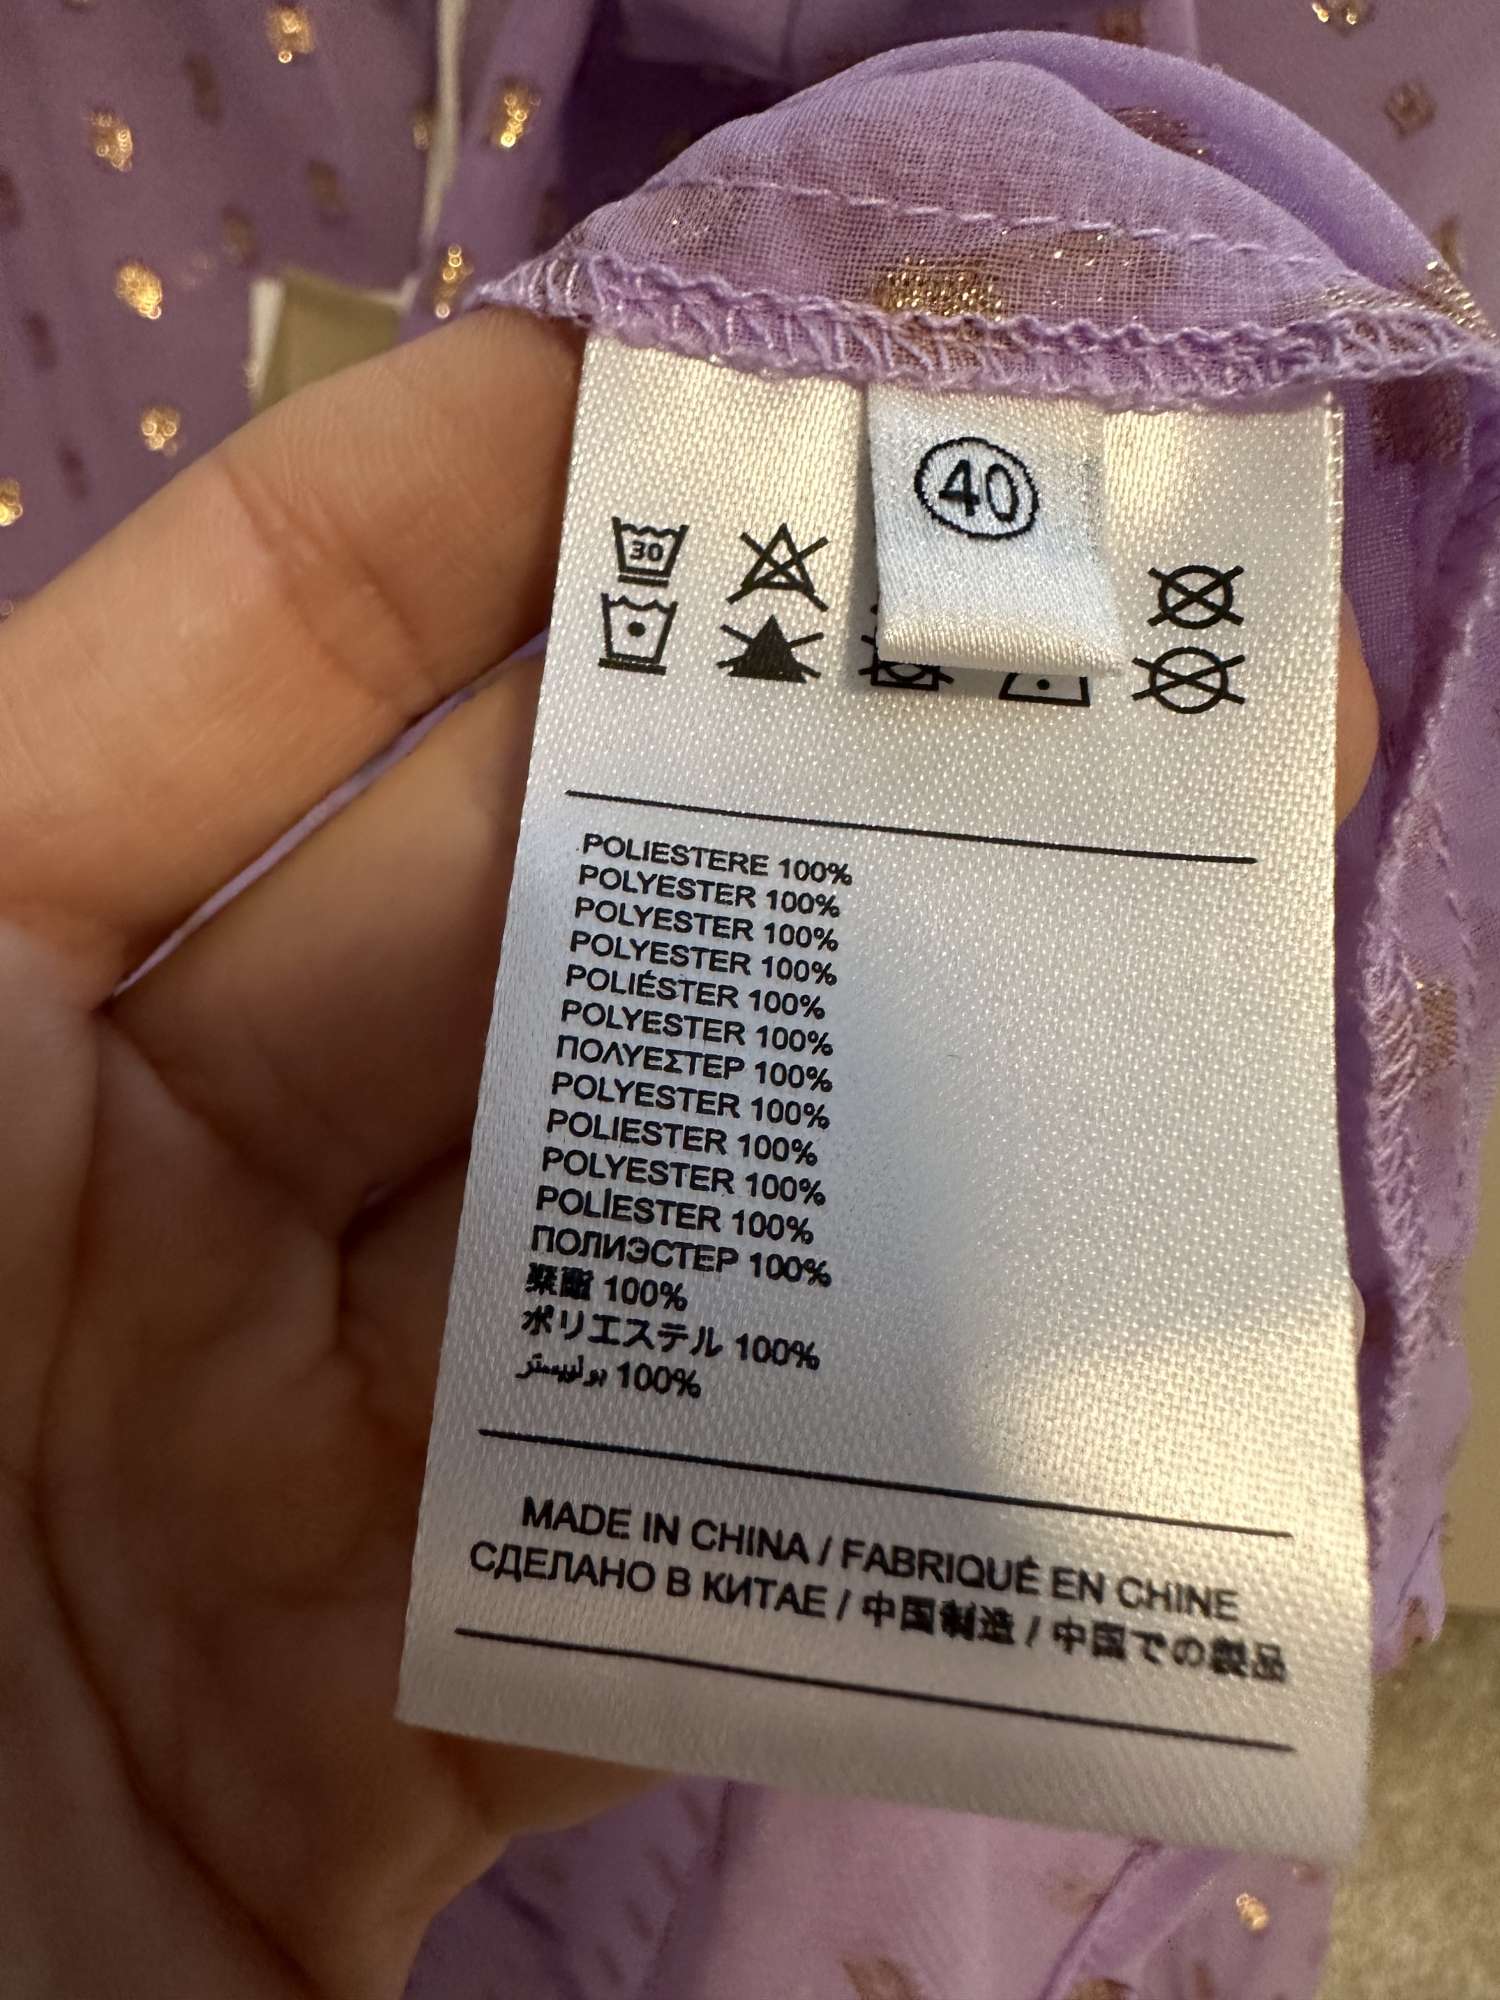 40
30
POLIESTERE 100%
POLYESTER 100%
POLYESTER 100%
POLYESTER 100%
POLIÉSTER 100%
POLYESTER 100%
ΠΟΛΥΕΣΤΕΡ 100%
POLYESTER 100%
POLIESTER 100%
POLYESTER 100%
POLİESTER 100%
ПОЛИЭСТЕР 100%
聚酯 100%
ポリエステル 100%
بوليستر 100%
MADE IN CHINA / FABRIQUÉ EN CHINE
СДЕЛАНО В КИТАЕ / 中国制造 / 中国での製品